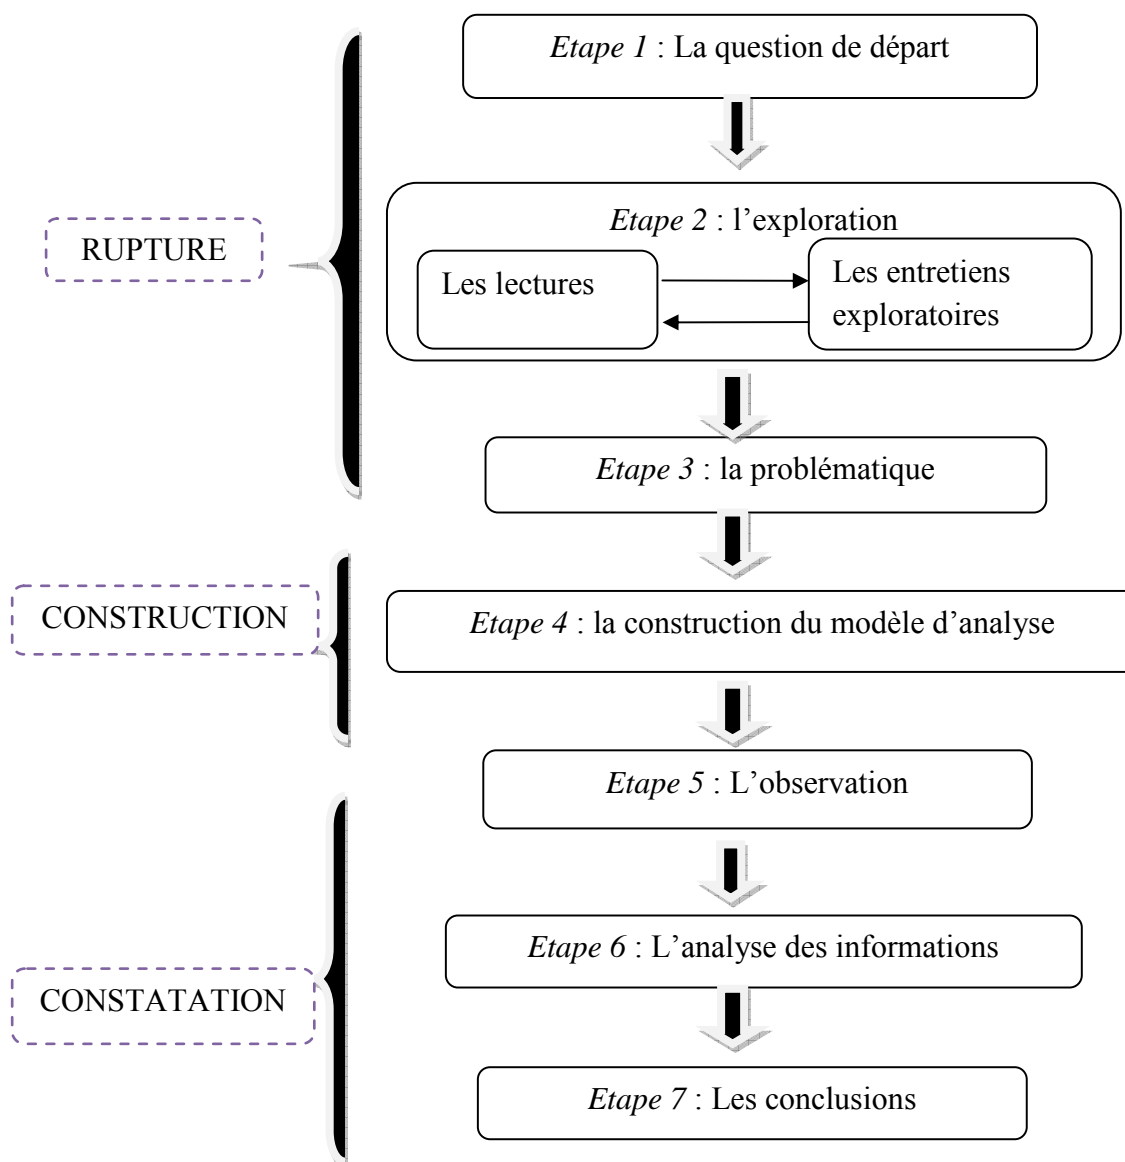 Etape 1 : La question de départ
RUPTURE
Etape 2 : l’exploration
Les lectures
Les entretiens
exploratoires
Etape 3 : la problématique
CONSTRUCTION
Etape 4 : la construction du modèle d’analyse
Etape 5 : L’observation
CONSTATATION
Etape 6 : L’analyse des informations
Etape 7 : Les conclusions